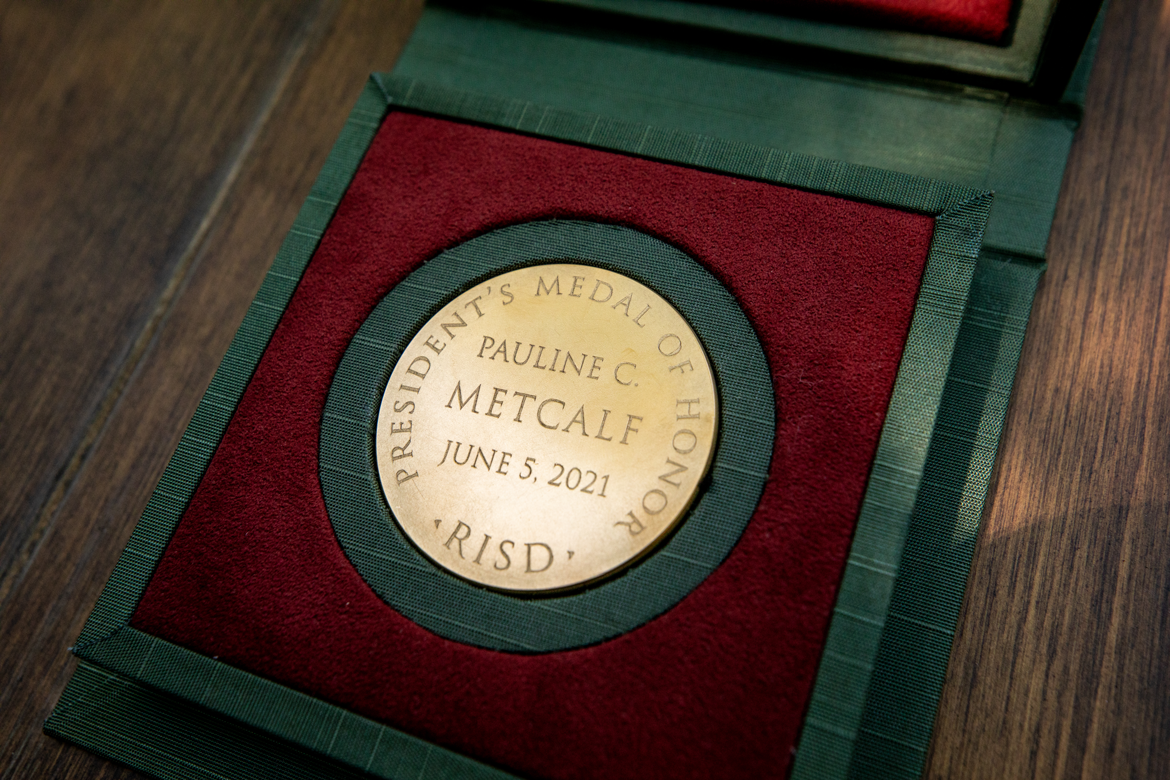 PRESIDENT'S MEDAL OF HONOR
PAULINE C.
METCALF
JUNE 5, 2021
RISD